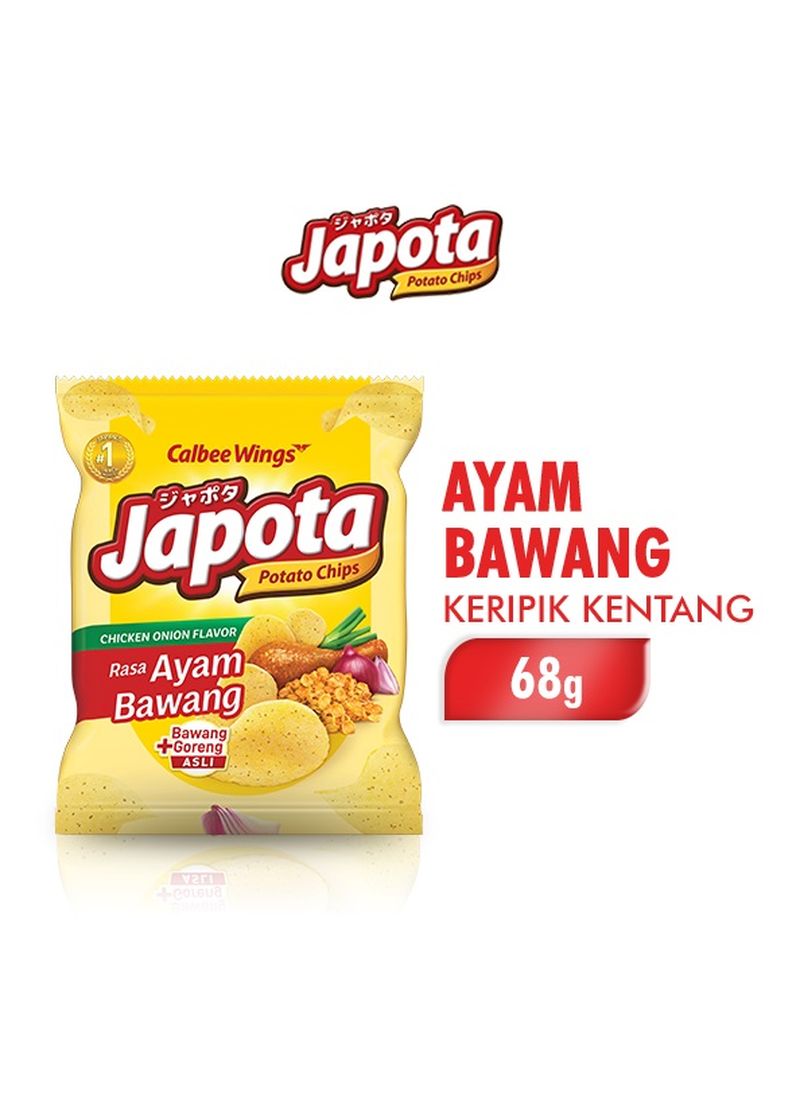 ジャポタ
Japota
Potato Chips
#1
Calbee Wings
ジャポタ
Japota
Potato Chips
CHICKEN ONION FLAVOR
Rasa Ayam
Bawang
Bawang
+Goreng
ASLI
AYAM
BAWANG
KERIPIK KENTANG
68g